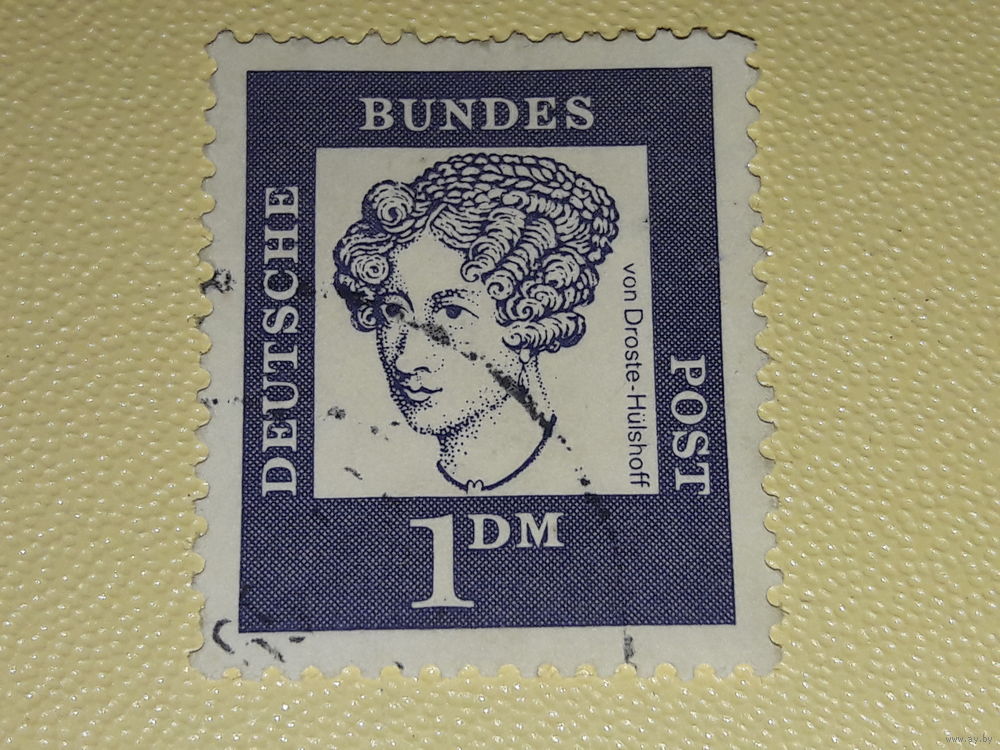 DEUTSCHE
BUNDES
POST
von Droste-Hülshoff
1 DM
www.ay.by